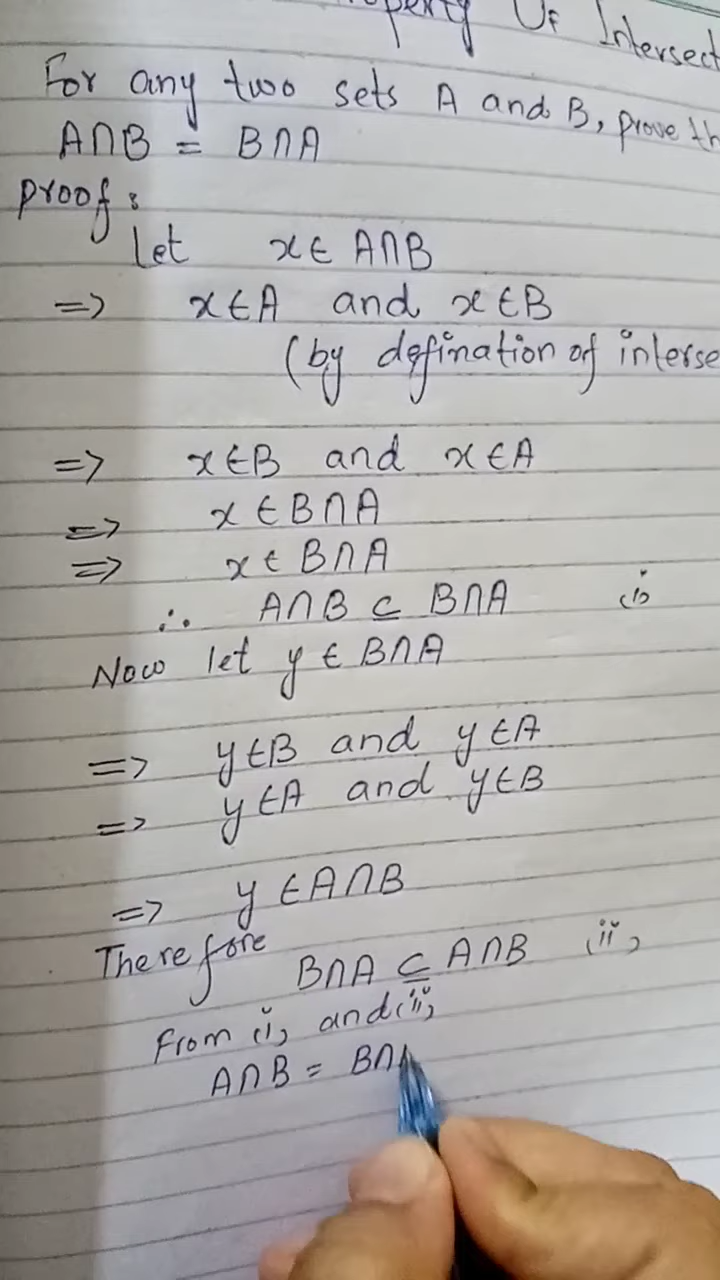 Of Intersect
For any two sets A and B, prove th
A∩B = B∩A
Proof:
Let x∈A∩B
=> x∈A and x∈B
(by defination of interse
=> x∈B and x∈A
=> x∈B∩A
=> x∈B∩A
∴ A∩B ⊂ B∩A (i)
Now let y∈B∩A
=> y∈B and y∈A
=> y∈A and y∈B
=> y∈A∩B
Therefore
B∩A ⊆ A∩B (ii)
From (i) and (ii)
A∩B = B∩